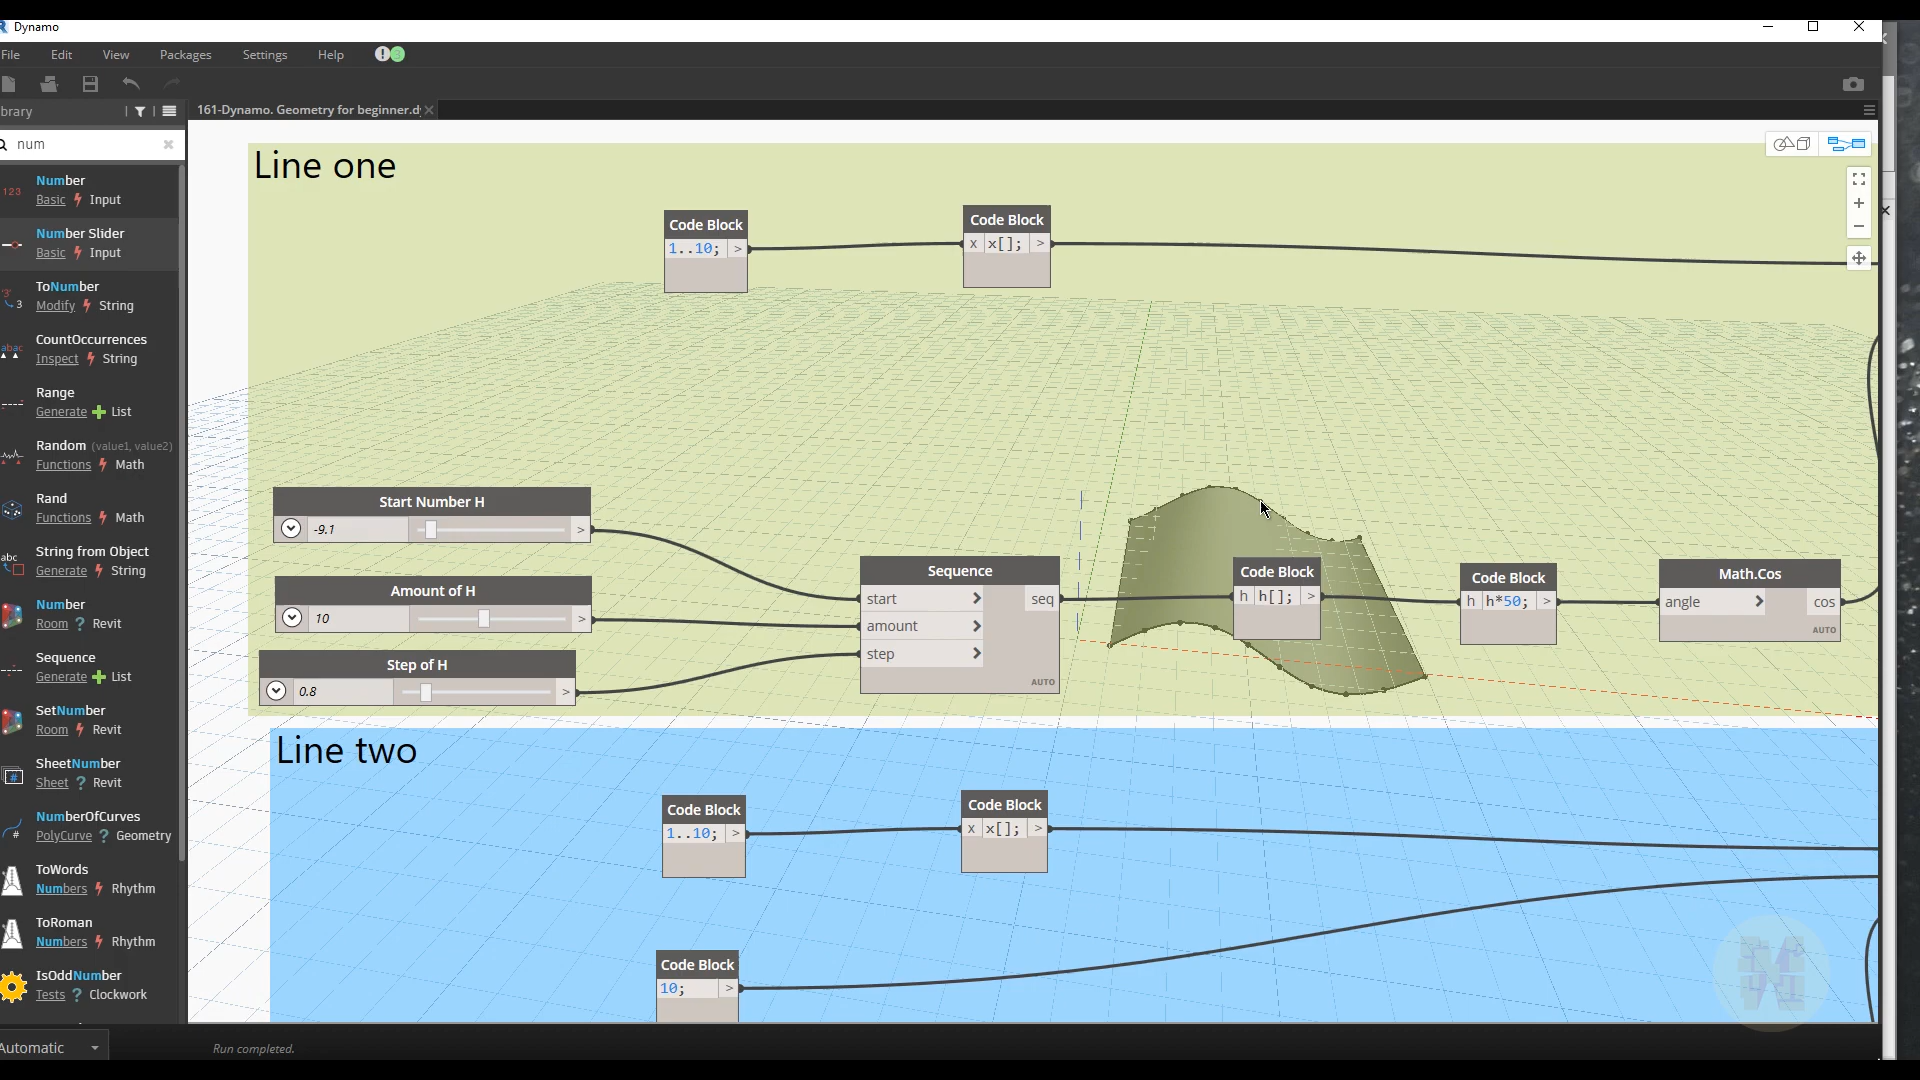 Dynamo
File Edit View Packages Settings Help ! 3
brary
161-Dynamo. Geometry for beginner.dy
num
Number
Basic Input
Number Slider
Basic Input
ToNumber
Modify String
CountOccurrences
Inspect String
Range
Generate List
Random (value1, value2)
Functions Math
Rand
Functions Math
String from Object
Generate String
Number
Room ? Revit
Sequence
Generate List
SetNumber
Room Revit
SheetNumber
Sheet ? Revit
NumberOfCurves
PolyCurve ? Geometry
ToWords
Numbers Rhythm
ToRoman
Numbers Rhythm
IsOddNumber
Tests ? Clockwork
Line one
Code Block
1..10; >
Code Block
x x[]; >
Start Number H
-9.1 >
Amount of H
10 >
Step of H
0.8 >
Sequence
start > seq
amount >
step >
AUTO
Code Block
h h[]; >
Code Block
h h*50; >
Math.Cos
angle > cos
AUTO
Line two
Code Block
1..10; >
Code Block
x x[]; >
Code Block
10; >
Automatic
Run completed.